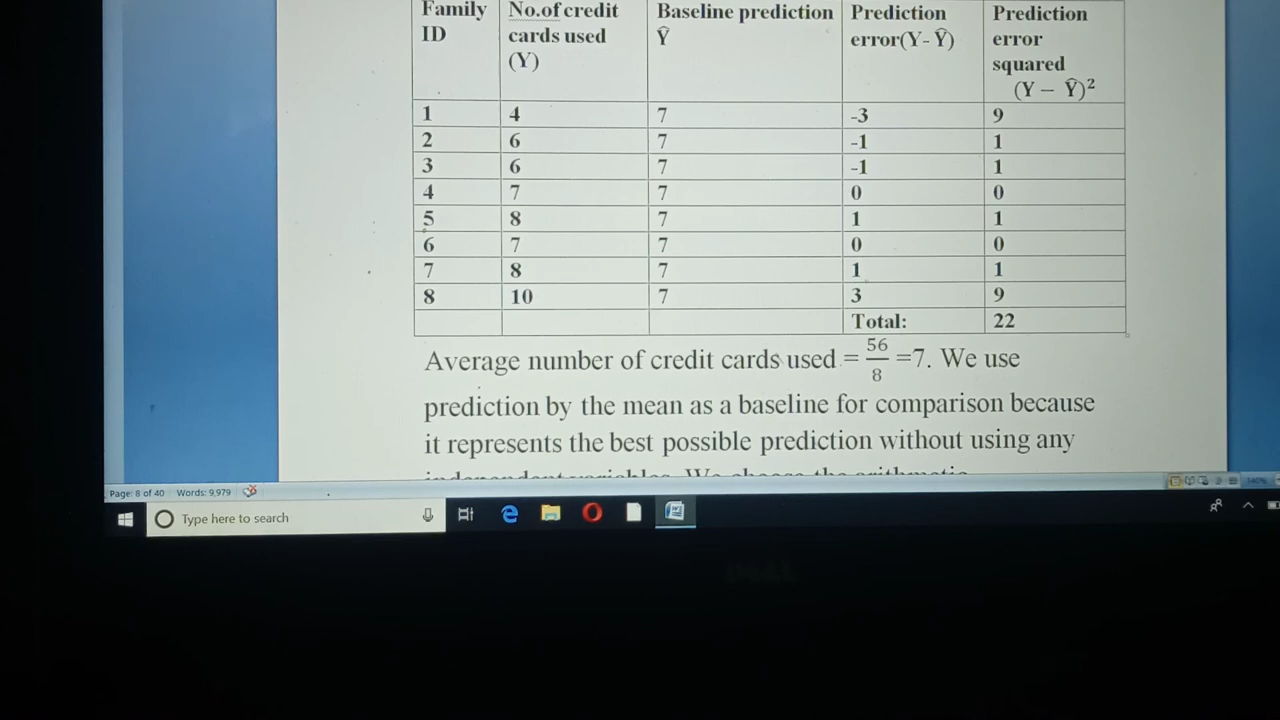 Family ID | No.of credit cards used (Y) | Baseline prediction Ŷ | Prediction error(Y- Ŷ) | Prediction error squared (Y – Ŷ)²
1 | 4 | 7 | -3 | 9
2 | 6 | 7 | -1 | 1
3 | 6 | 7 | -1 | 1
4 | 7 | 7 | 0 | 0
5 | 8 | 7 | 1 | 1
6 | 7 | 7 | 0 | 0
7 | 8 | 7 | 1 | 1
8 | 10 | 7 | 3 | 9
Total: | 22
Average number of credit cards used = 56/8 =7. We use
prediction by the mean as a baseline for comparison because
it represents the best possible prediction without using any
Page: 8 of 40 Words: 9,979 140%
Type here to search